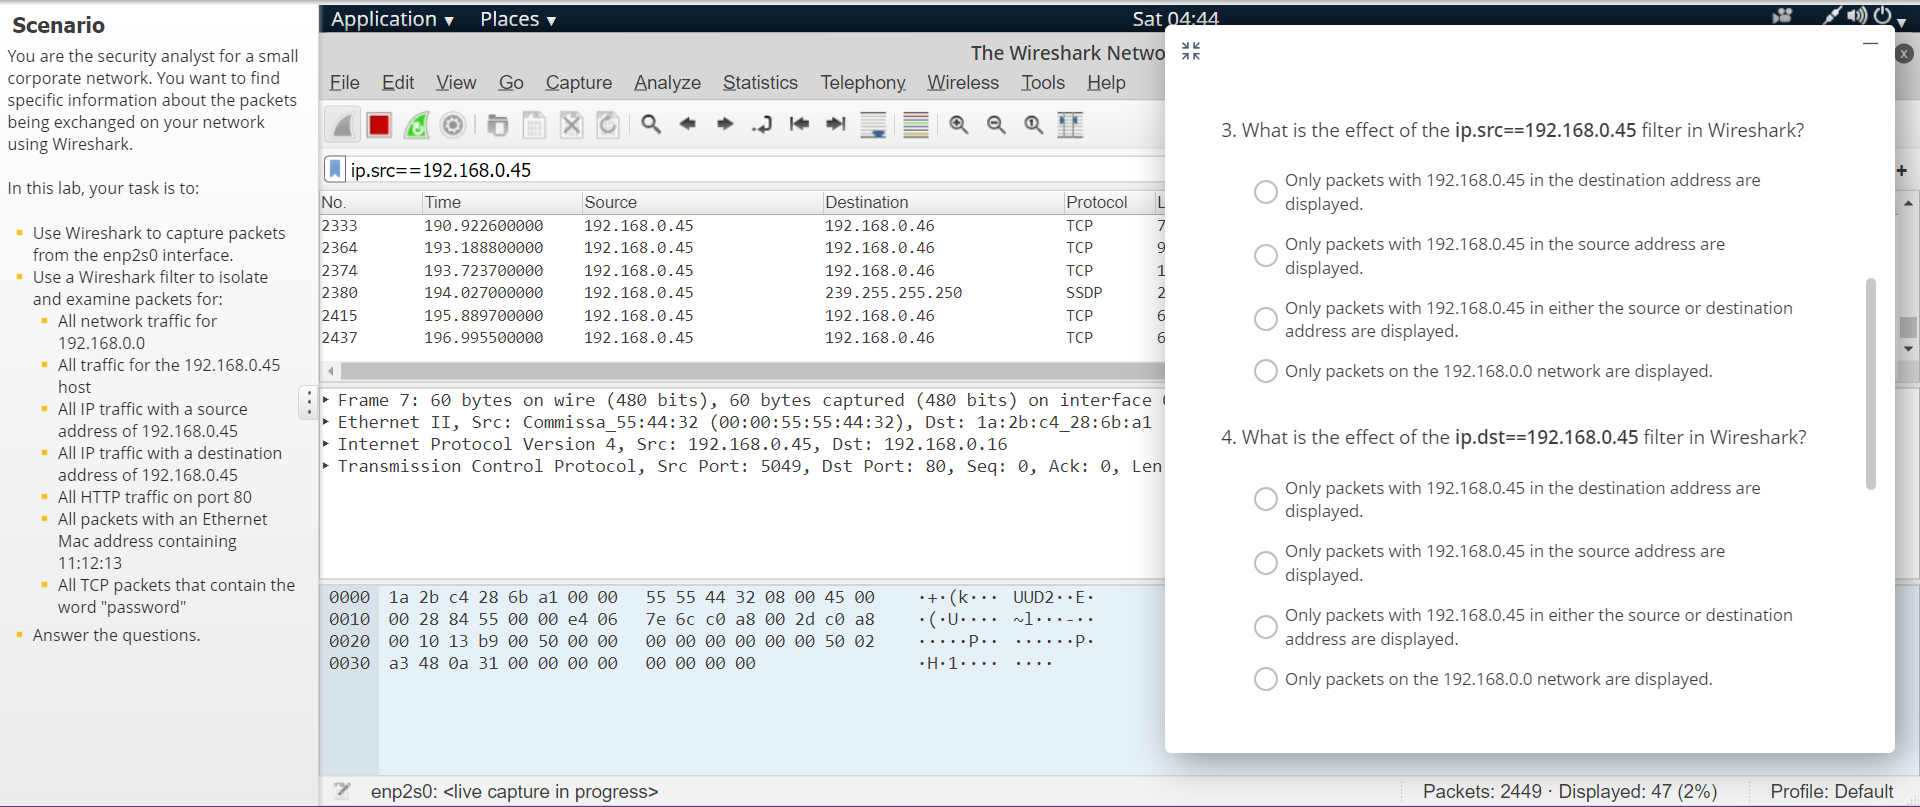 Scenario
You are the security analyst for a small
corporate network. You want to find
specific information about the packets
being exchanged on your network
using Wireshark.
In this lab, your task is to:
Use Wireshark to capture packets
from the enp2s0 interface.
Use a Wireshark filter to isolate
and examine packets for:
All network traffic for
192.168.0.0
All traffic for the 192.168.0.45
host
All IP traffic with a source
address of 192.168.0.45
All IP traffic with a destination
address of 192.168.0.45
All HTTP traffic on port 80
All packets with an Ethernet
Mac address containing
11:12:13
All TCP packets that contain the
word "password"
Answer the questions.
Application Places Sat 04:44
The Wireshark Netwo
File Edit View Go Capture Analyze Statistics Telephony Wireless Tools Help
ip.src==192.168.0.45
No. Time Source Destination Protocol L
2333 190.922600000 192.168.0.45 192.168.0.46 TCP 7
2364 193.188800000 192.168.0.45 192.168.0.46 TCP 9
2374 193.723700000 192.168.0.45 192.168.0.46 TCP 1
2380 194.027000000 192.168.0.45 239.255.255.250 SSDP 2
2415 195.889700000 192.168.0.45 192.168.0.46 TCP 6
2437 196.995500000 192.168.0.45 192.168.0.46 TCP 6
Frame 7: 60 bytes on wire (480 bits), 60 bytes captured (480 bits) on interface
Ethernet II, Src: Commissa_55:44:32 (00:00:55:55:44:32), Dst: 1a:2b:c4_28:6b:a1
Internet Protocol Version 4, Src: 192.168.0.45, Dst: 192.168.0.16
Transmission Control Protocol, Src Port: 5049, Dst Port: 80, Seq: 0, Ack: 0, Len
0000 1a 2b c4 28 6b a1 00 00 55 55 44 32 08 00 45 00 ·+·(k··· UUD2··E·
0010 00 28 84 55 00 00 e4 06 7e 6c c0 a8 00 2d c0 a8 ·(·U···· ~l···-··
0020 00 10 13 b9 00 50 00 00 00 00 00 00 00 00 50 02 ·····P·· ······P·
0030 a3 48 0a 31 00 00 00 00 00 00 00 00 ·H·1···· ····
enp2s0: <live capture in progress> Packets: 2449 · Displayed: 47 (2%) Profile: Default
3. What is the effect of the ip.src==192.168.0.45 filter in Wireshark?
Only packets with 192.168.0.45 in the destination address are
displayed.
Only packets with 192.168.0.45 in the source address are
displayed.
Only packets with 192.168.0.45 in either the source or destination
address are displayed.
Only packets on the 192.168.0.0 network are displayed.
4. What is the effect of the ip.dst==192.168.0.45 filter in Wireshark?
Only packets with 192.168.0.45 in the destination address are
displayed.
Only packets with 192.168.0.45 in the source address are
displayed.
Only packets with 192.168.0.45 in either the source or destination
address are displayed.
Only packets on the 192.168.0.0 network are displayed.